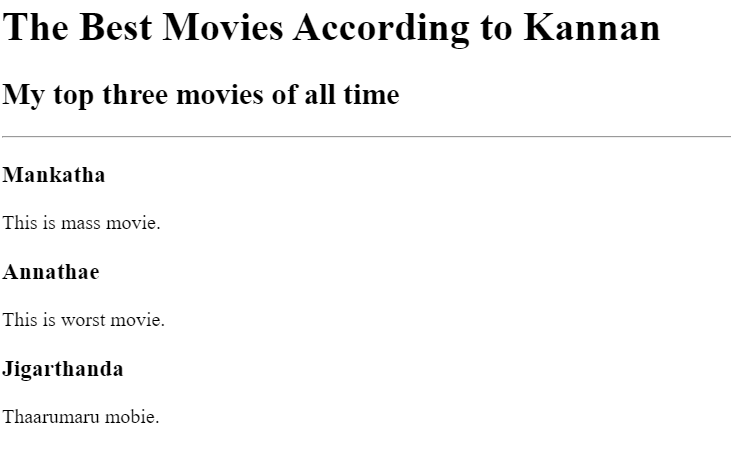 The Best Movies According to Kannan
My top three movies of all time
Mankatha
This is mass movie.
Annathae
This is worst movie.
Jigarthanda
Thaarumaru mobie.